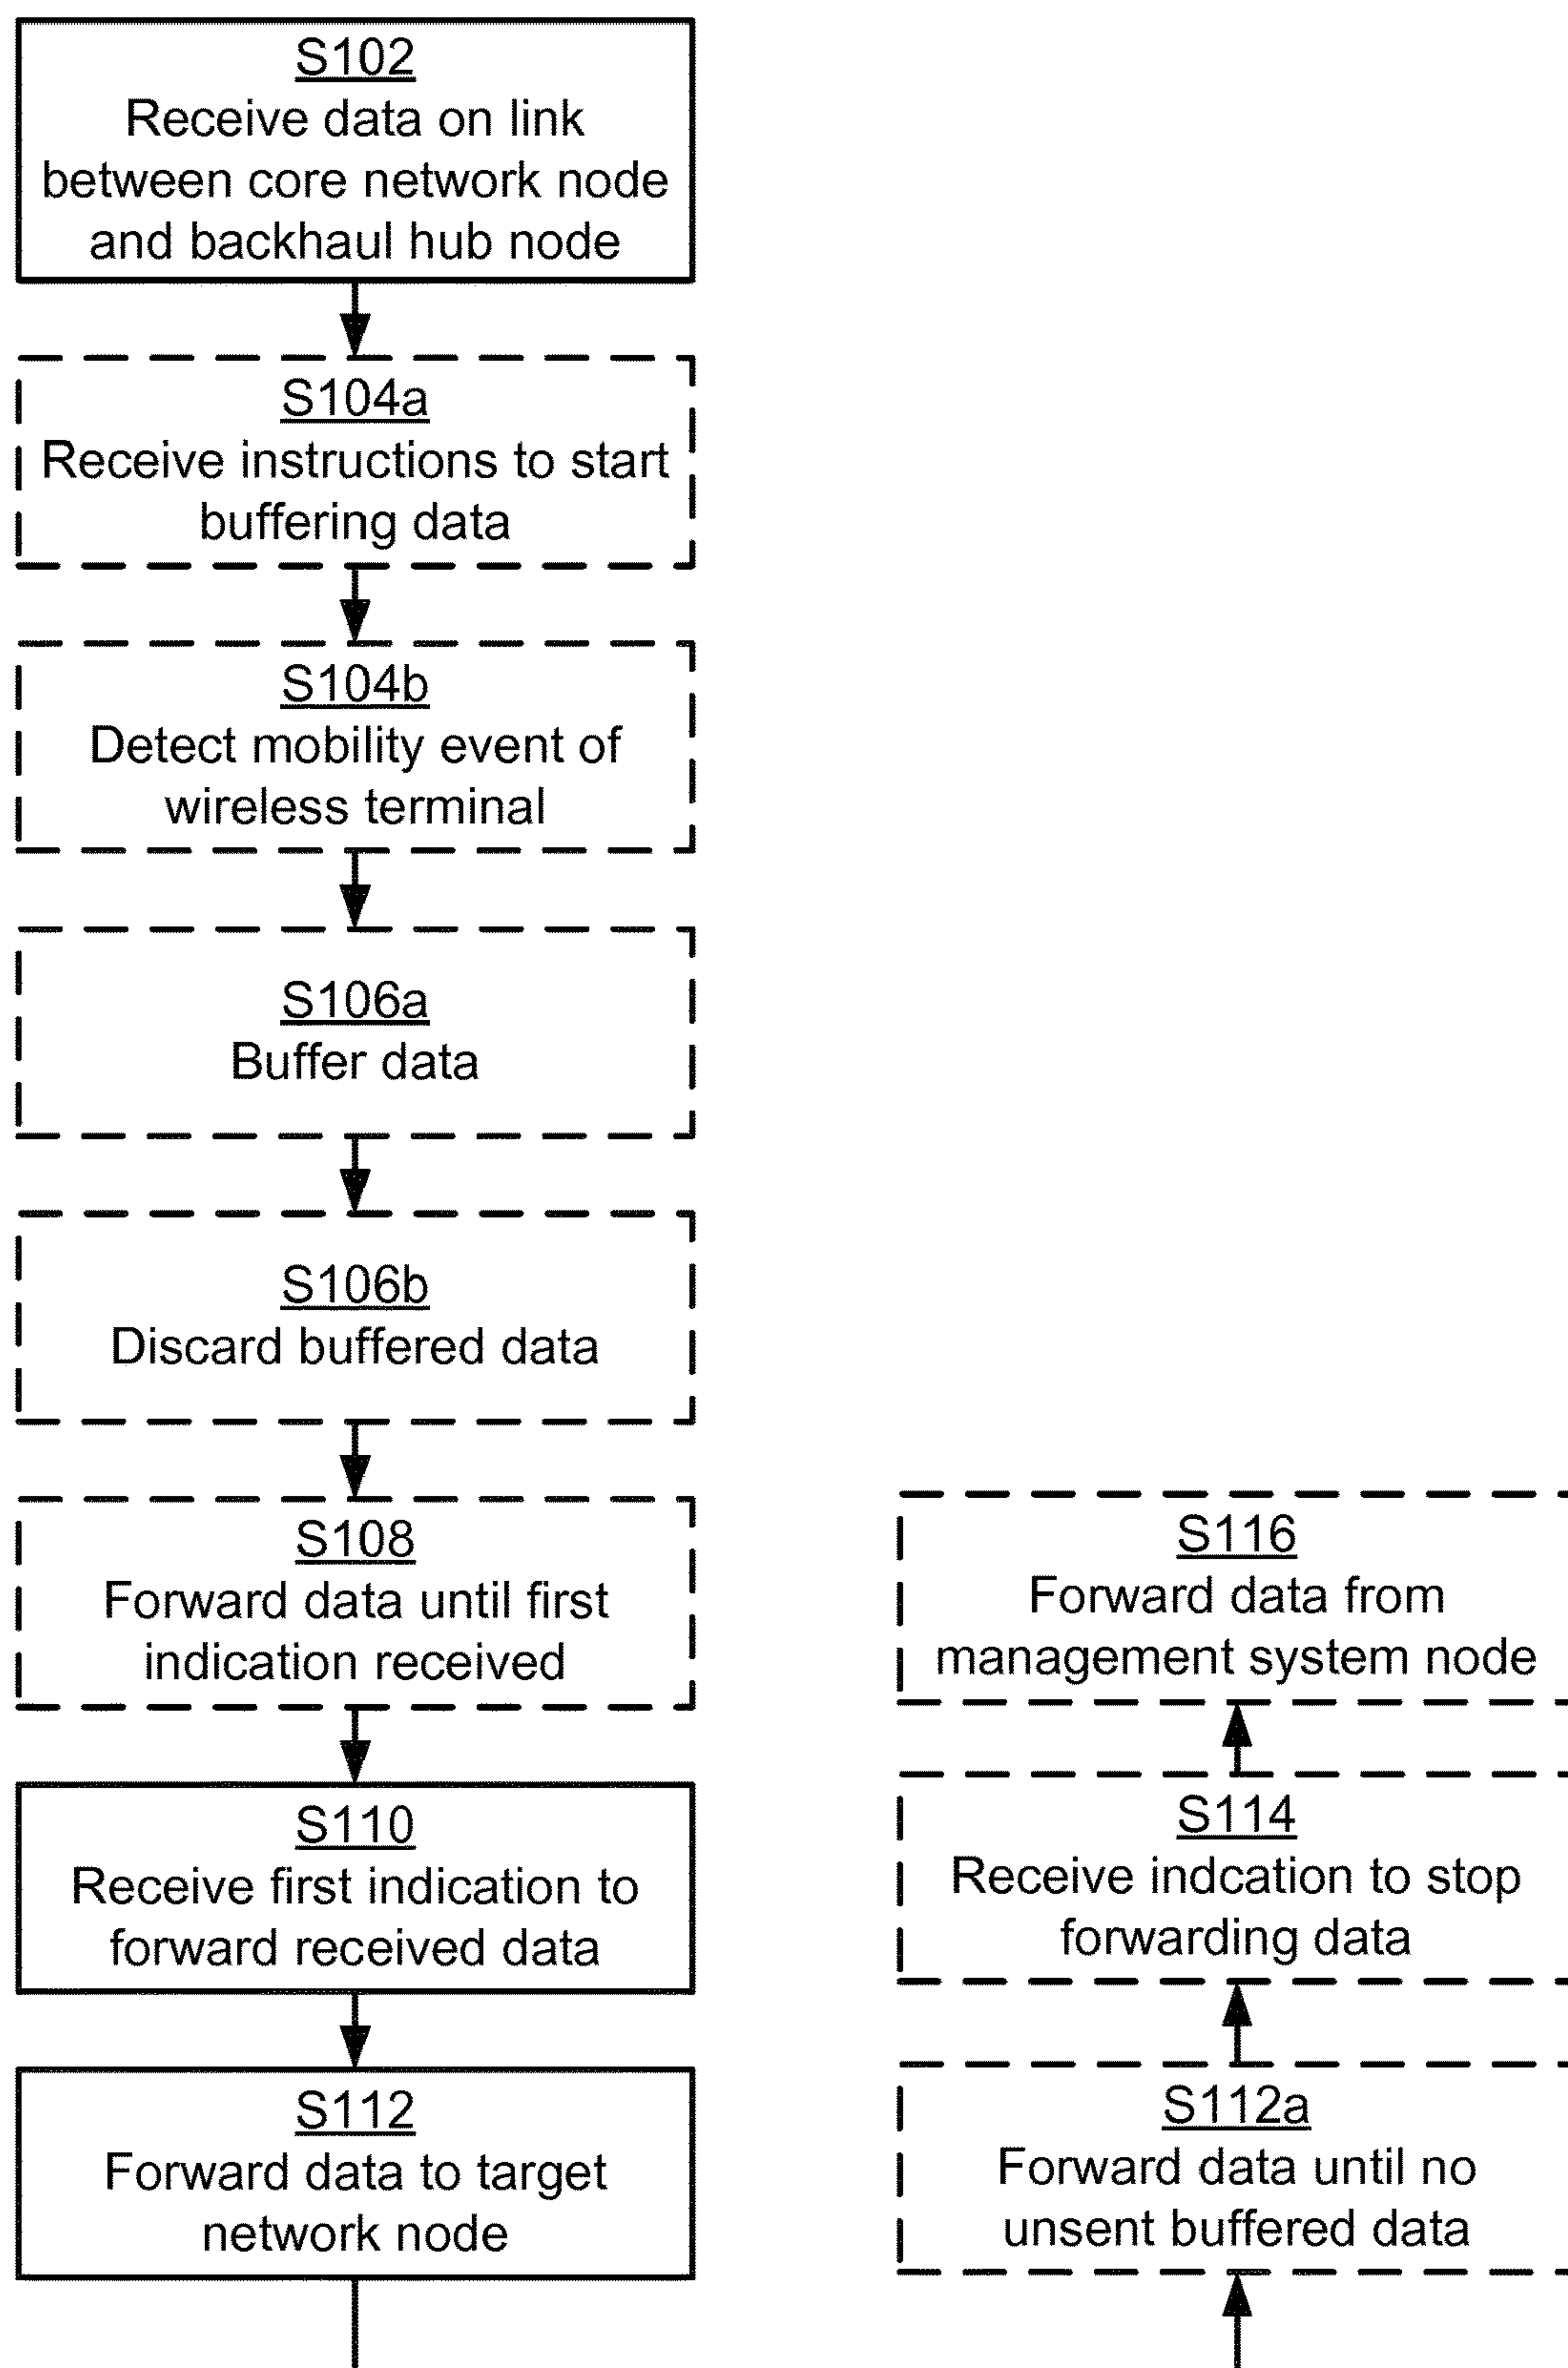 S102
Receive data on link
between core network node
and backhaul hub node
S104a
Receive instructions to start
buffering data
S104b
Detect mobility event of
wireless terminal
S106a
Buffer data
S106b
Discard buffered data
S108
Forward data until first
indication received
S110
Receive first indication to
forward received data
S112
Forward data to target
network node
S116
Forward data from
management system node
S114
Receive indcation to stop
forwarding data
S112a
Forward data until no
unsent buffered data